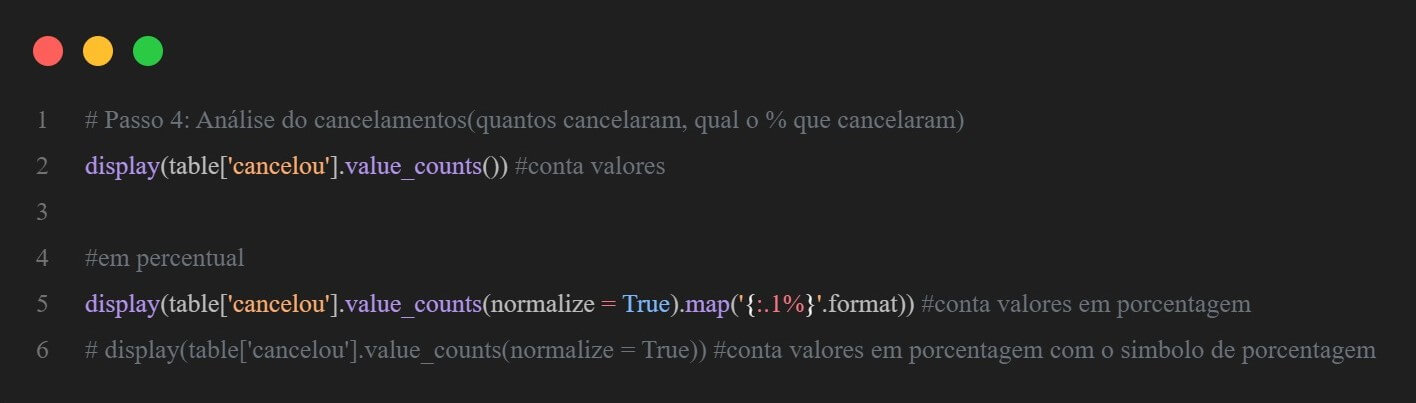 1 # Passo 4: Análise do cancelamentos(quantos cancelaram, qual o % que cancelaram)
2 display(table['cancelou'].value_counts()) #conta valores
3
4 #em percentual
5 display(table['cancelou'].value_counts(normalize = True).map('{:.1%}'.format)) #conta valores em porcentagem
6 # display(table['cancelou'].value_counts(normalize = True)) #conta valores em porcentagem com o simbolo de porcentagem